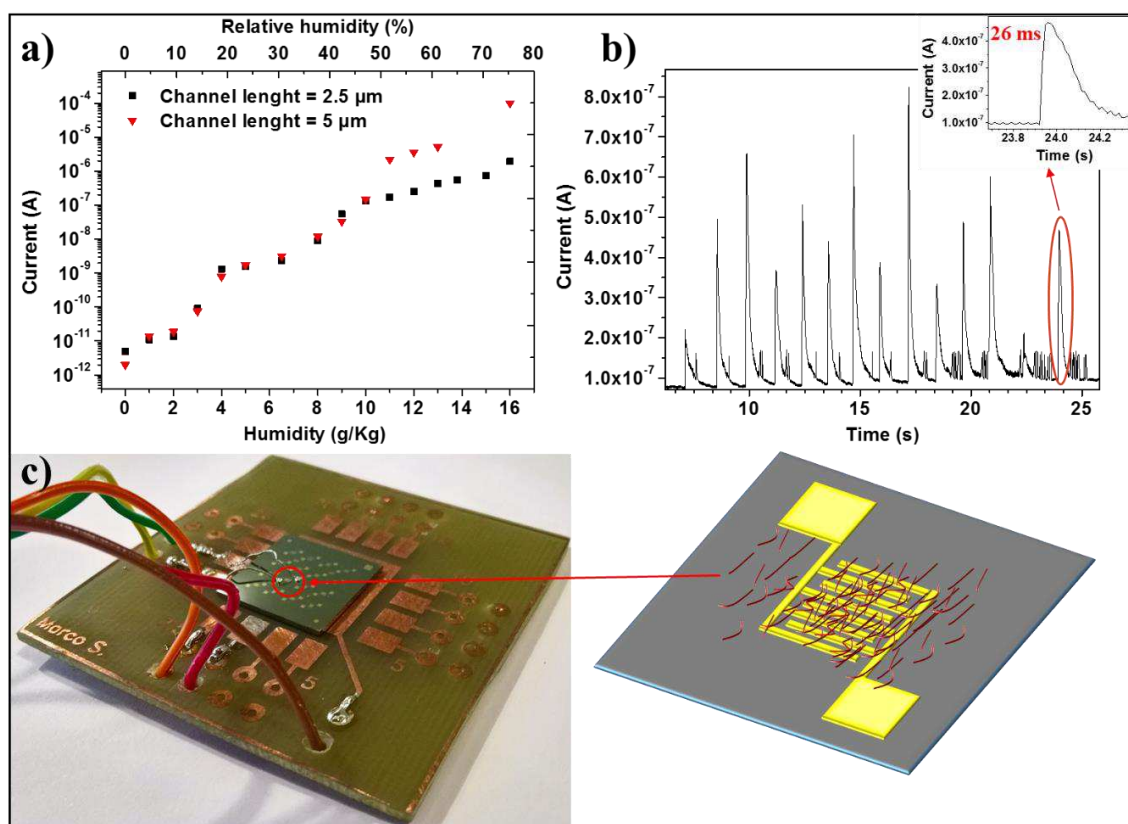 a)
Relative humidity (%)
0 10 20 30 40 50 60 70 80
Current (A)
10⁻⁴
10⁻⁵
10⁻⁶
10⁻⁷
10⁻⁸
10⁻⁹
10⁻¹⁰
10⁻¹¹
10⁻¹²
Channel lenght = 2.5 µm
Channel lenght = 5 µm
0 2 4 6 8 10 12 14 16
Humidity (g/Kg)
b)
Current (A)
8.0x10⁻⁷
7.0x10⁻⁷
6.0x10⁻⁷
5.0x10⁻⁷
4.0x10⁻⁷
3.0x10⁻⁷
2.0x10⁻⁷
1.0x10⁻⁷
10 15 20 25
Time (s)
26 ms
Current (A)
4.0x10⁻⁷
3.0x10⁻⁷
2.0x10⁻⁷
1.0x10⁻⁷
23.8 24.0 24.2
Time (s)
c)
Marco S.
5
5